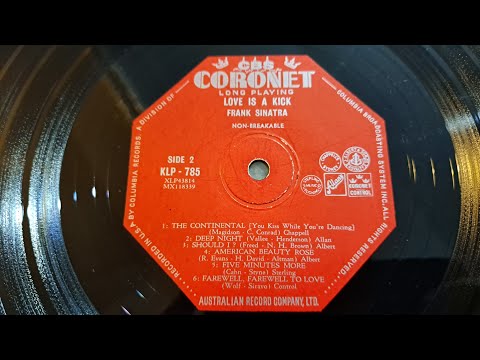 CBS
CORONET
LONG PLAYING
LOVE IS A KICK
FRANK SINATRA
NON-BREAKABLE
SIDE 2
KLP - 785
XLP43814
MX118339
1: THE CONTINENTAL [You Kiss While You're Dancing]
(Magidson - C. Conrad) Chappell
2: DEEP NIGHT (Vallee - Henderson) Allan
3: SHOULD I? (Freed - N. H. Brown) Albert
4: AMERICAN BEAUTY ROSE
(R. Evans - H. David - Altman) Albert
5: FIVE MINUTES MORE
(Cahn - Styne) Sterling
6: FAREWELL, FAREWELL TO LOVE
(Wolf - Siravo) Control
AUSTRALIAN RECORD COMPANY, LTD.
RECORDED IN U.S.A. BY COLUMBIA RECORDS, A DIVISION OF
COLUMBIA BROADCASTING SYSTEM INC. ALL RIGHTS RESERVED